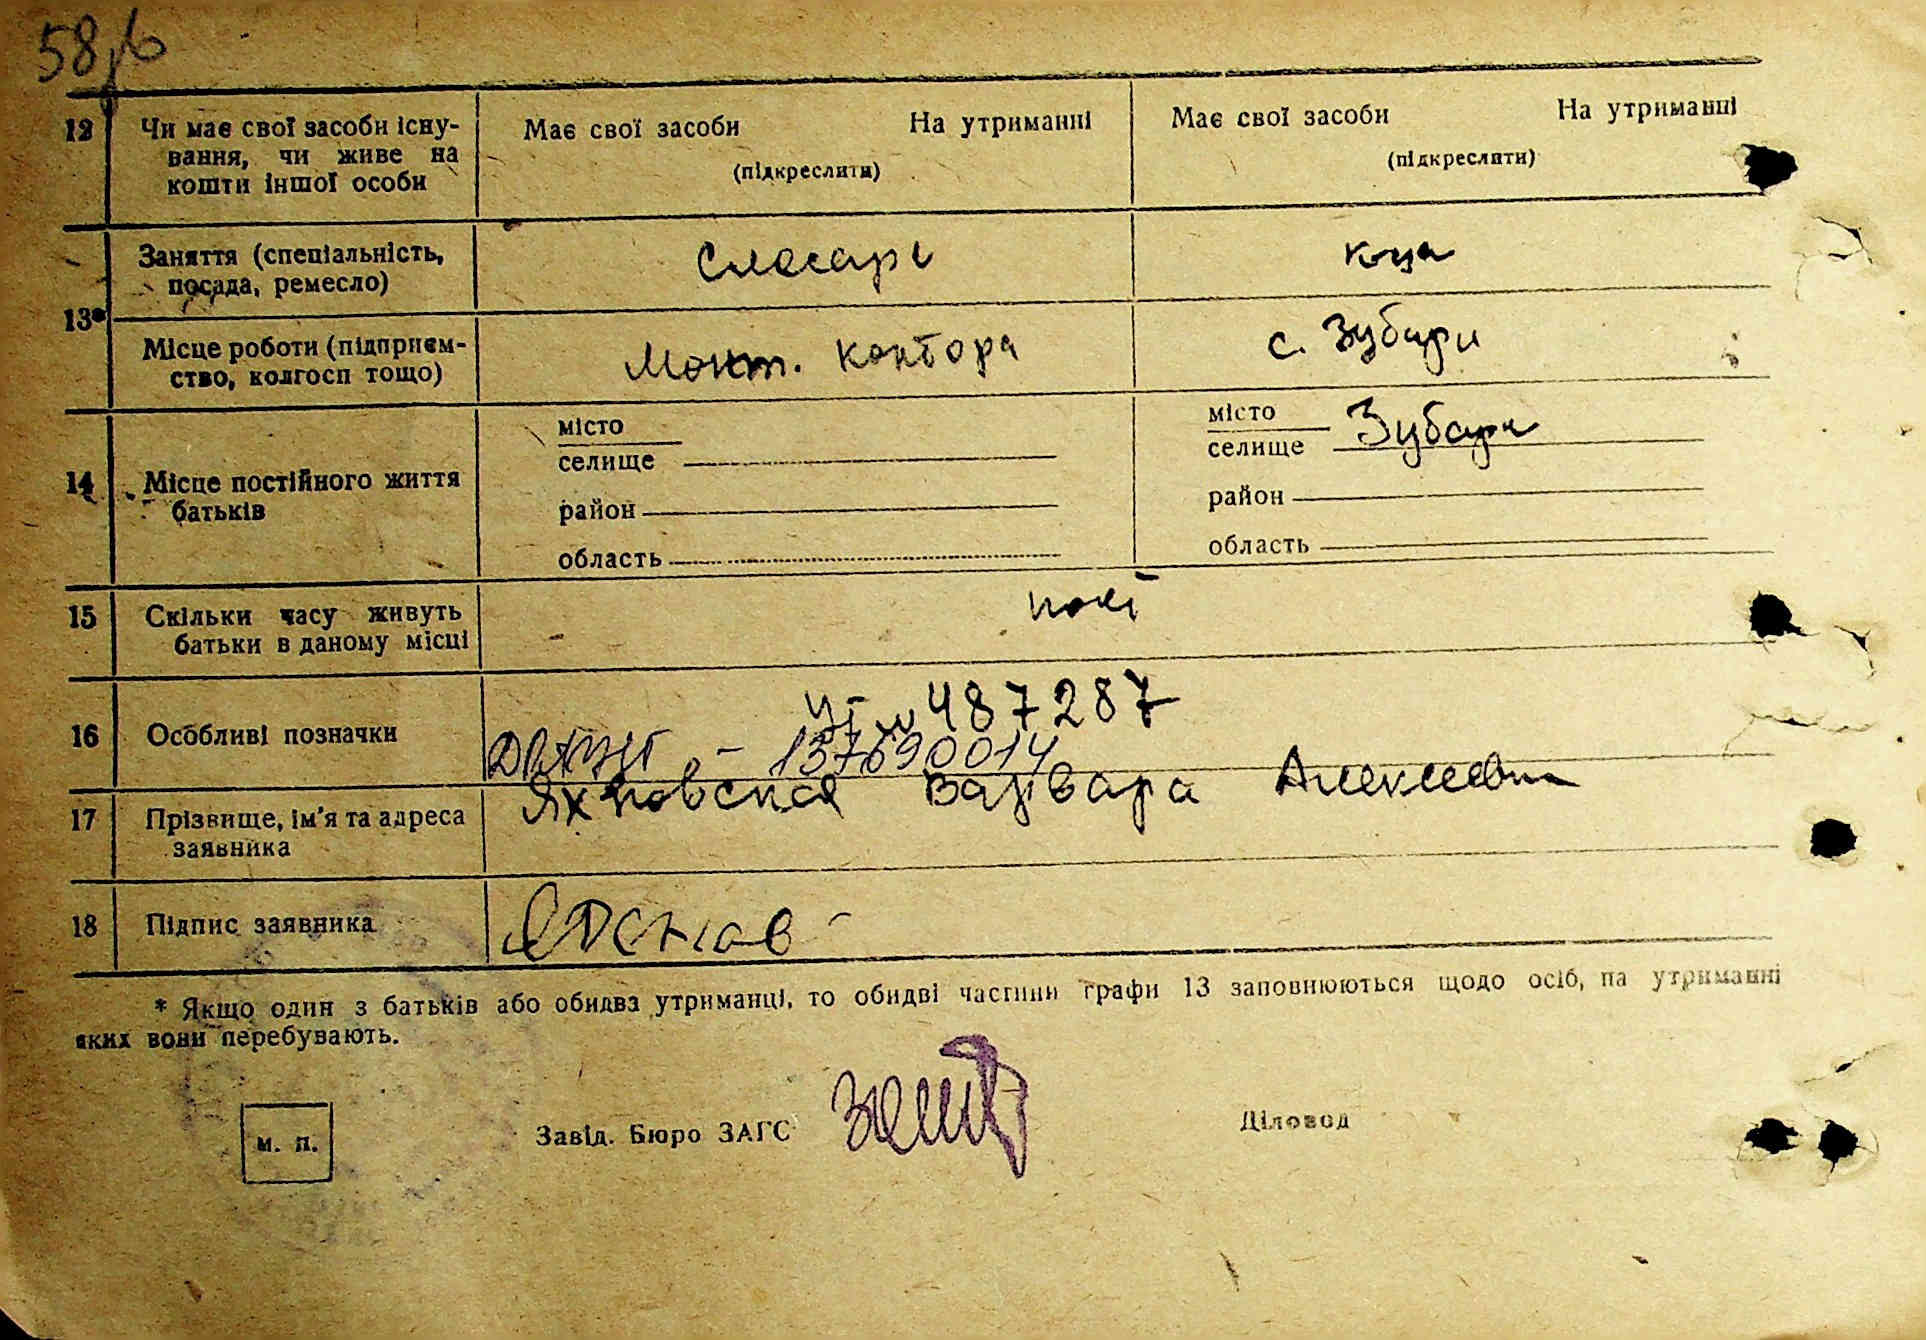 58
12 Чи має свої засоби існу-
вання, чи живе на
кошти іншої особи
Має свої засоби На утриманні
(підкреслити)
Має свої засоби На утриманні
(підкреслити)
13*
Заняття (спеціальність,
посада, ремесло)
Слесарь
Місце роботи (підприєм-
ство, колгосп тощо)
Монт. контора
с. Зубари
14 Місце постійного життя
батьків
місто
селище
район
область
місто
селище Зубари
район
область
15 Скільки часу живуть
батьки в даному місці
16 Особливі позначки
487287
137690014
17 Прізвище, ім'я та адреса
заявника
Яхновская Варвара Алексеевна
18 Підпис заявника
* Якщо один з батьків або обидва утриманці, то обидві частини графи 13 заповнюються щодо осіб, на утриманні
яких вони перебувають.
м. п.
Завід. Бюро ЗАГС
Діловод